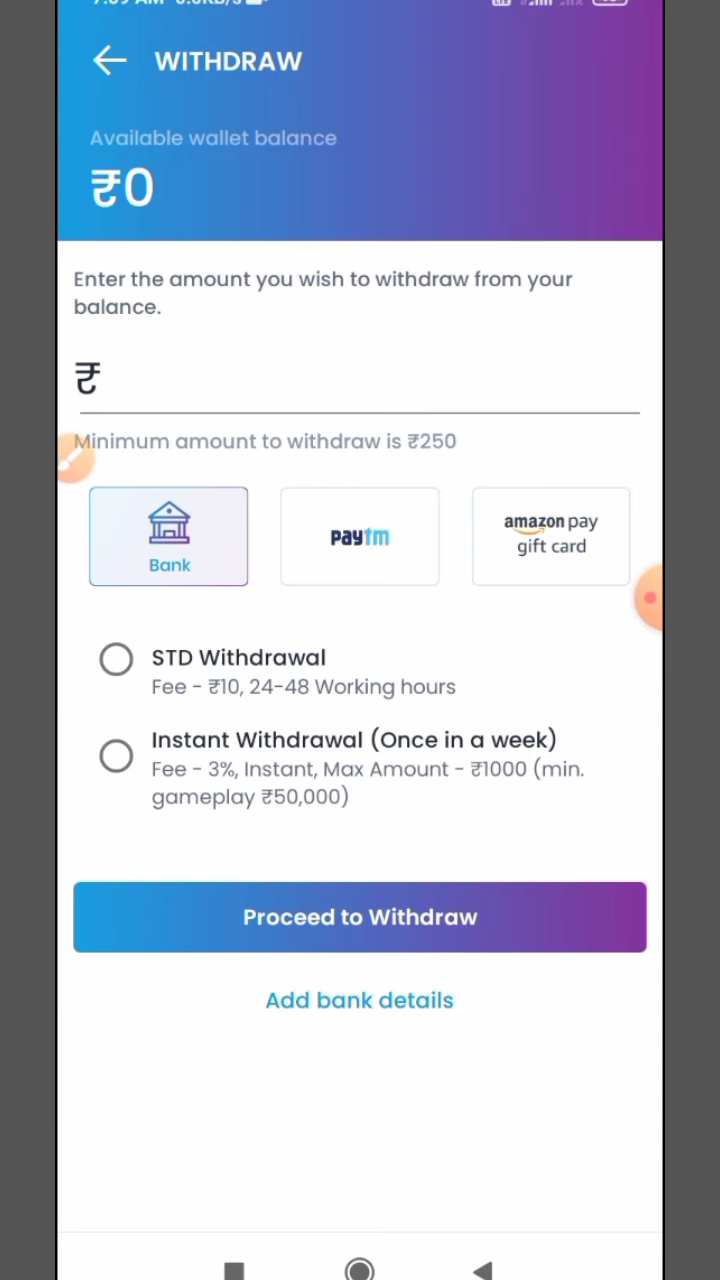 WITHDRAW
Available wallet balance
₹0
Enter the amount you wish to withdraw from your
balance.
₹
Minimum amount to withdraw is ₹250
Bank
paytm
amazon pay
gift card
STD Withdrawal
Fee - ₹10, 24-48 Working hours
Instant Withdrawal (Once in a week)
Fee - 3%, Instant, Max Amount - ₹1000 (min.
gameplay ₹50,000)
Proceed to Withdraw
Add bank details